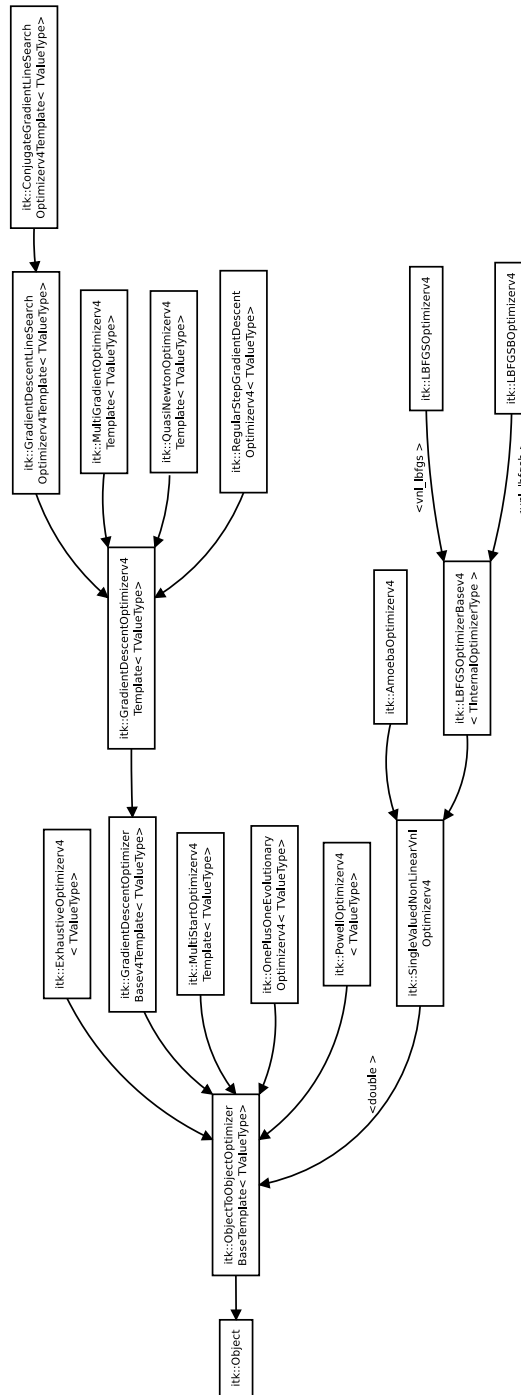 itk::ConjugateGradientLineSearch
Optimizerv4Template< TValueType>
itk::GradientDescentLineSearch
Optimizerv4Template< TValueType>
itk::MultiGradientOptimizerv4
Template< TValueType>
itk::QuasiNewtonOptimizerv4
Template< TValueType>
itk::RegularStepGradientDescent
Optimizerv4< TValueType>
itk::LBFGSOptimizerv4
itk::LBFGSBOptimizerv4
<vnl_lbfgs >
itk::GradientDescentOptimizerv4
Template< TValueType>
itk::AmoebaOptimizerv4
itk::LBFGSOptimizerBasev4
< TInternalOptimizerType >
itk::ExhaustiveOptimizerv4
< TValueType>
itk::GradientDescentOptimizer
Basev4Template< TValueType>
itk::MultiStartOptimizerv4
Template< TValueType>
itk::OnePlusOneEvolutionary
Optimizerv4< TValueType>
itk::PowellOptimizerv4
< TValueType>
itk::SingleValuedNonLinearVnl
Optimizerv4
<double >
itk::ObjectToObjectOptimizer
BaseTemplate< TValueType>
itk::Object